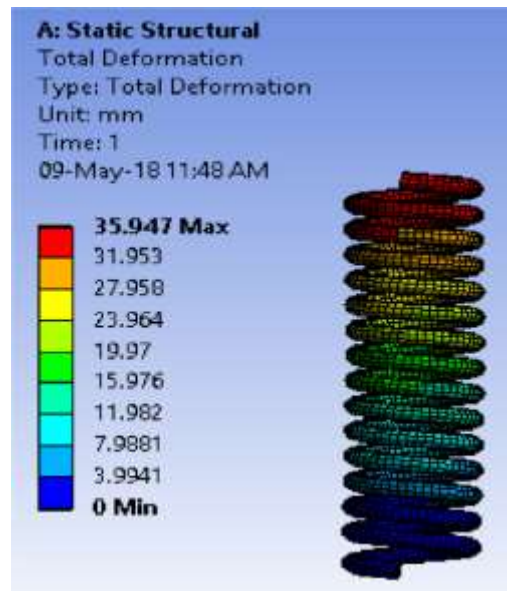 A: Static Structural
Total Deformation
Type: Total Deformation
Unit: mm
Time: 1
09-May-18 11:48 AM
35.947 Max
31.953
27.958
23.964
19.97
15.976
11.982
7.9881
3.9941
0 Min